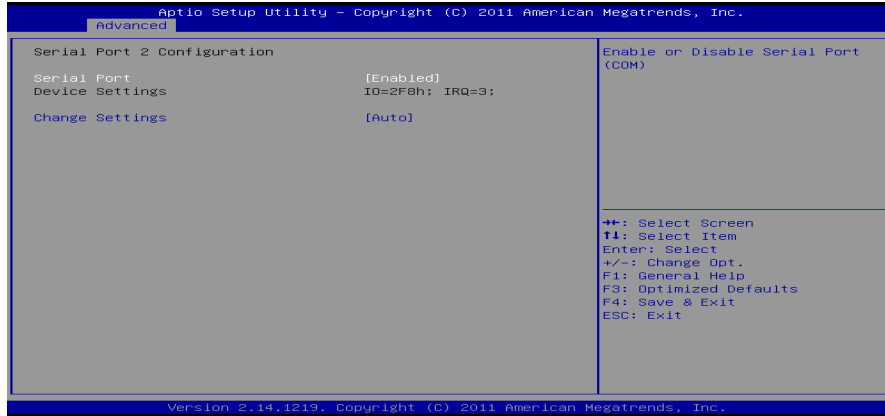 Aptio Setup Utility – Copyright (C) 2011 American Megatrends, Inc.
Advanced
Serial Port 2 Configuration
Serial Port [Enabled]
Device Settings IO=2F8h; IRQ=3;
Change Settings [Auto]
Enable or Disable Serial Port
(COM)
→←: Select Screen
↑↓: Select Item
Enter: Select
+/-: Change Opt.
F1: General Help
F3: Optimized Defaults
F4: Save & Exit
ESC: Exit
Version 2.14.1219. Copyright (C) 2011 American Megatrends, Inc.